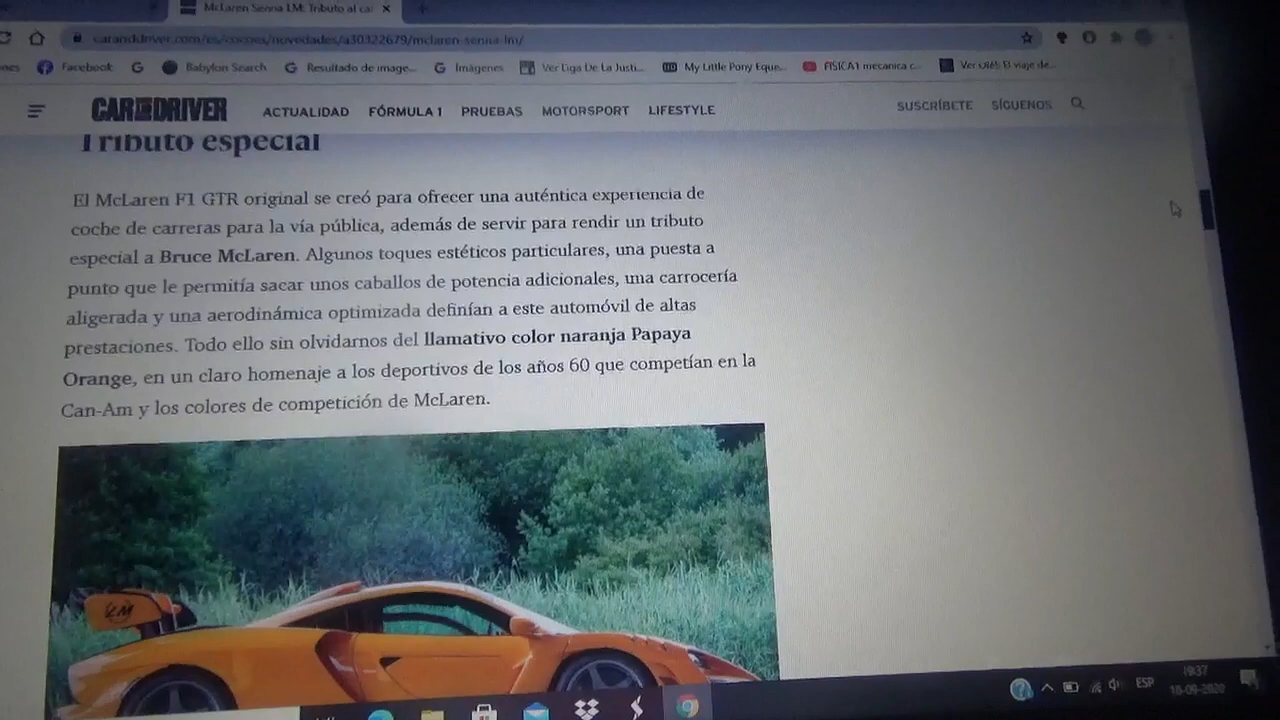 McLaren Senna LM: Tributo al ca
caranddriver.com/es/coches/novedades/a30322679/mclaren-senna-lm/
nes Facebook G Babylon Search Resultado de image... Imágenes Ver Liga De La Justi... My Little Pony Eque... FISICA1 mecanica c... Ver El viaje de...
CAR AND DRIVER ACTUALIDAD FÓRMULA 1 PRUEBAS MOTORSPORT LIFESTYLE SUSCRÍBETE SÍGUENOS
Tributo especial
El McLaren F1 GTR original se creó para ofrecer una auténtica experiencia de
coche de carreras para la vía pública, además de servir para rendir un tributo
especial a Bruce McLaren. Algunos toques estéticos particulares, una puesta a
punto que le permitía sacar unos caballos de potencia adicionales, una carrocería
aligerada y una aerodinámica optimizada definían a este automóvil de altas
prestaciones. Todo ello sin olvidarnos del llamativo color naranja Papaya
Orange, en un claro homenaje a los deportivos de los años 60 que competían en la
Can-Am y los colores de competición de McLaren.
LM
ESP
19:37
10-09-2020